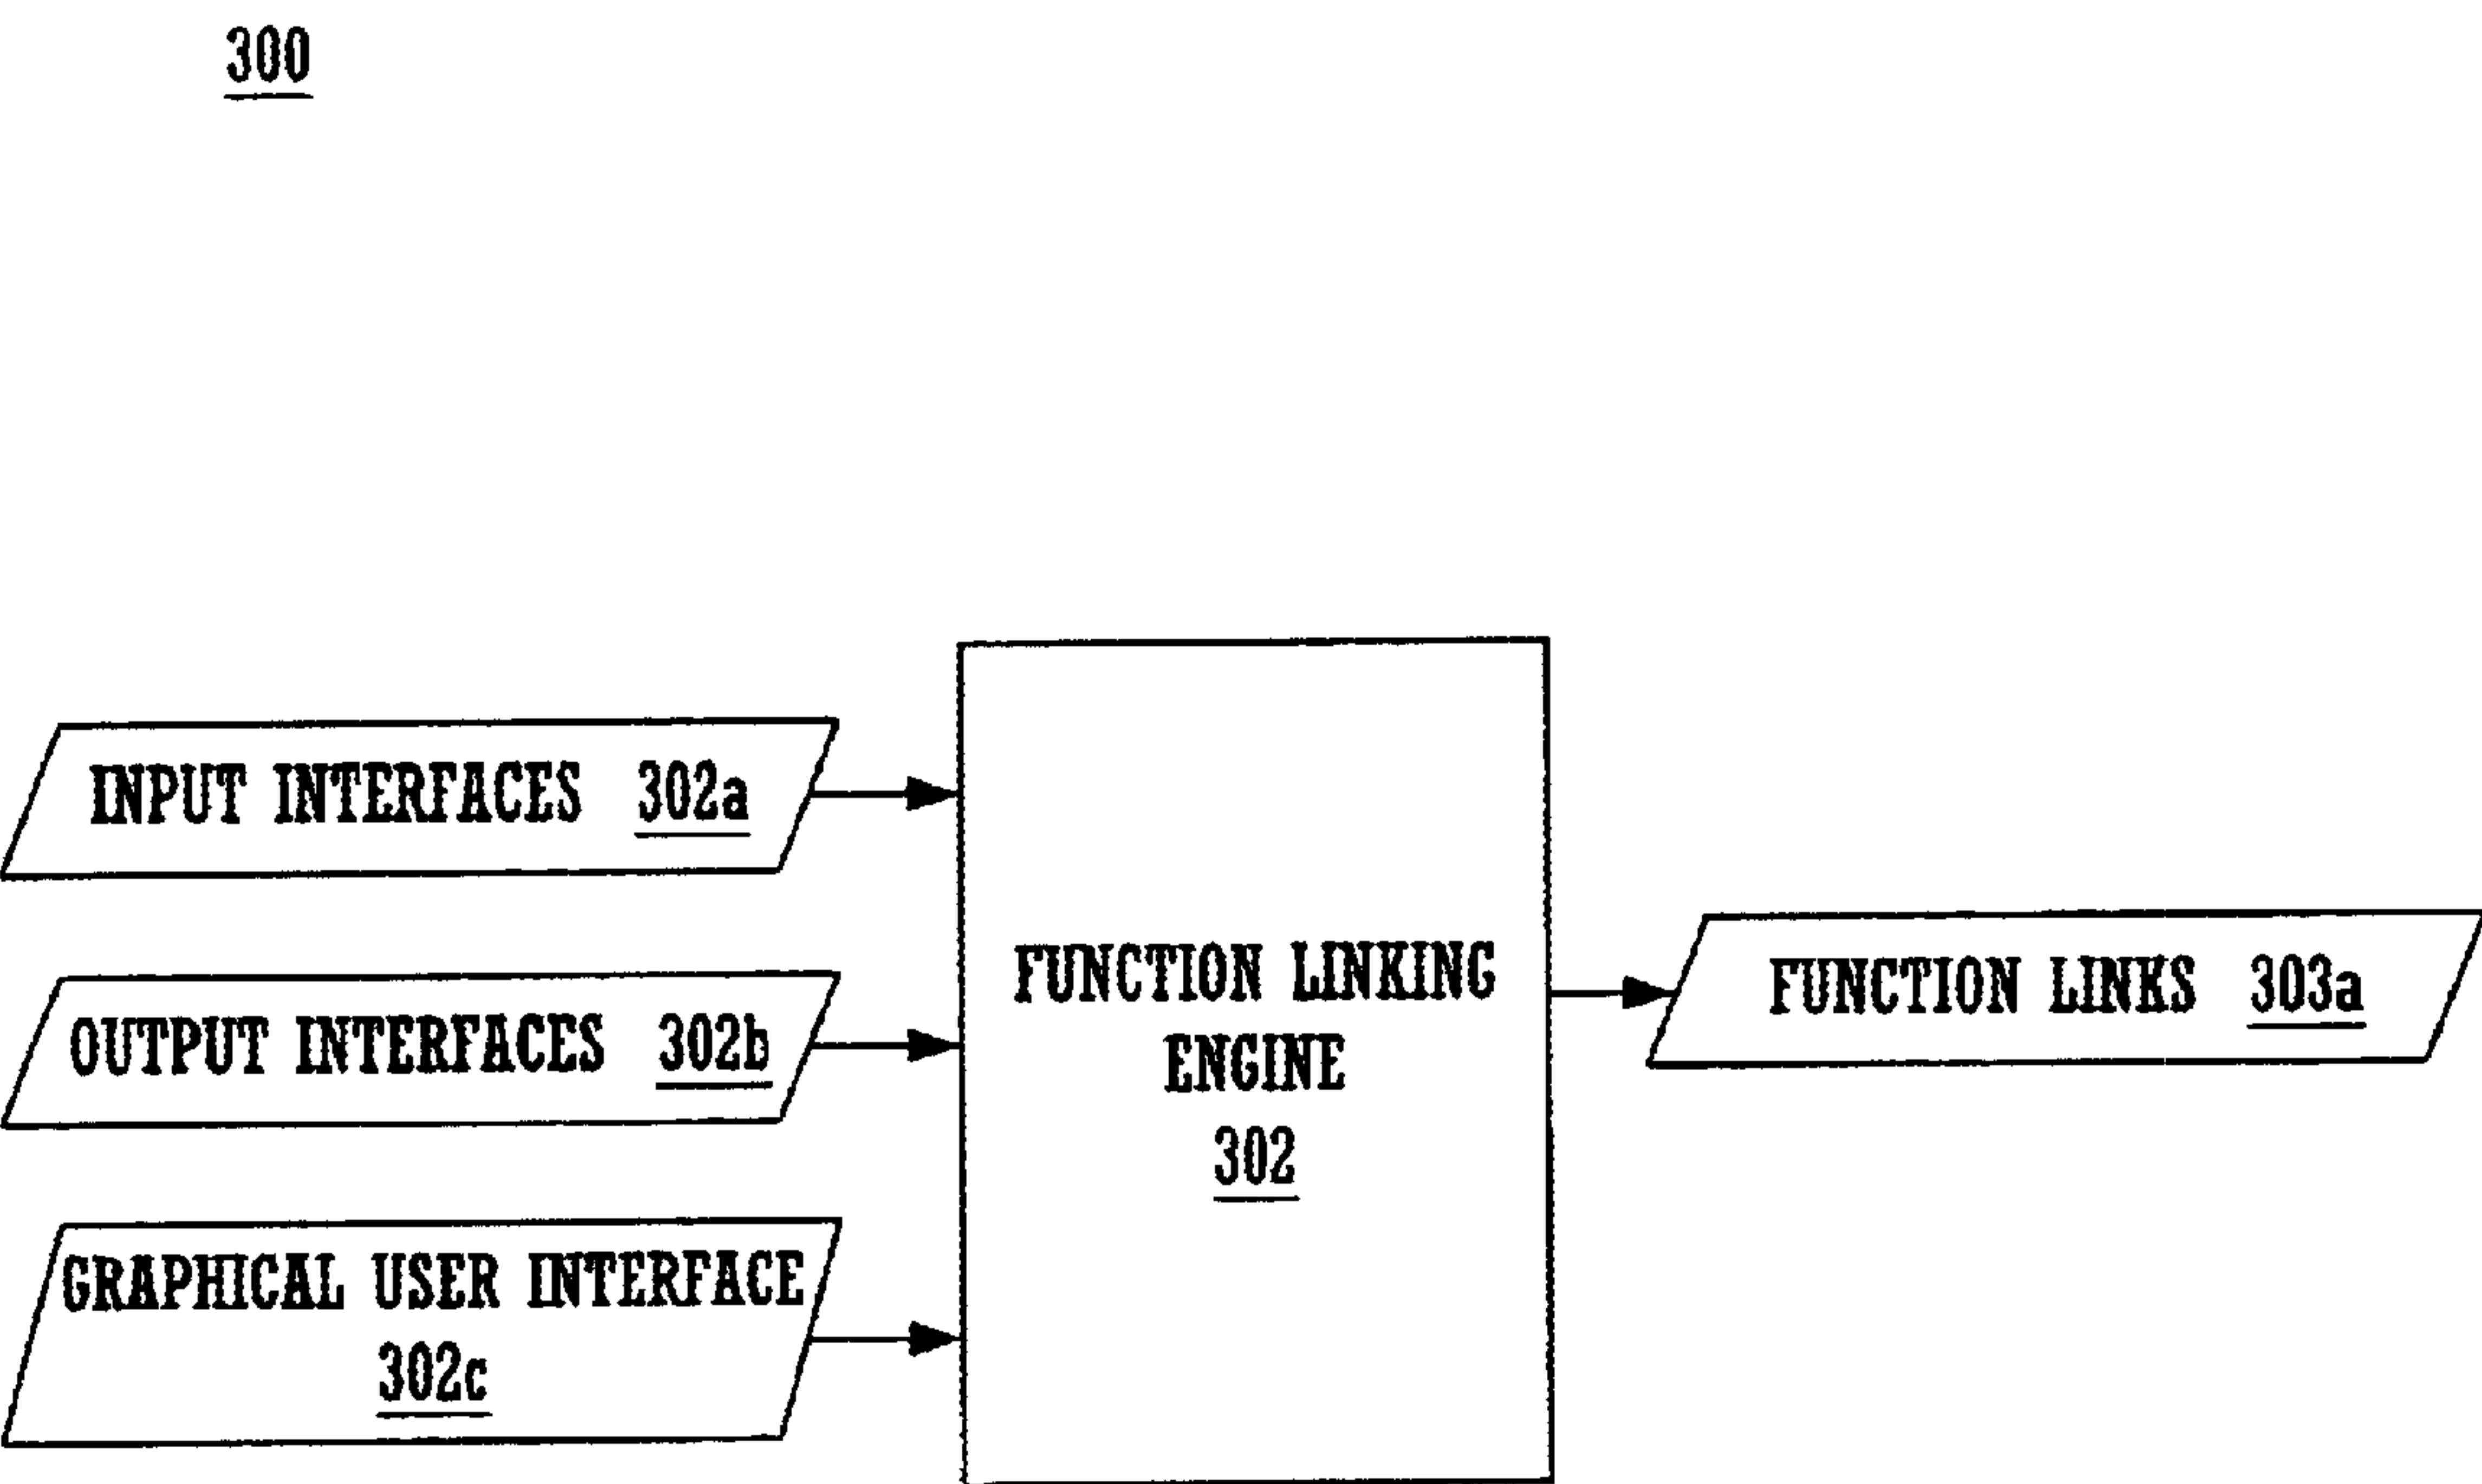 300
INPUT INTERFACES 302a
OUTPUT INTERFACES 302b
GRAPHICAL USER INTERFACE
302c
FUNCTION LINKING
ENGINE
302
FUNCTION LINKS 303a